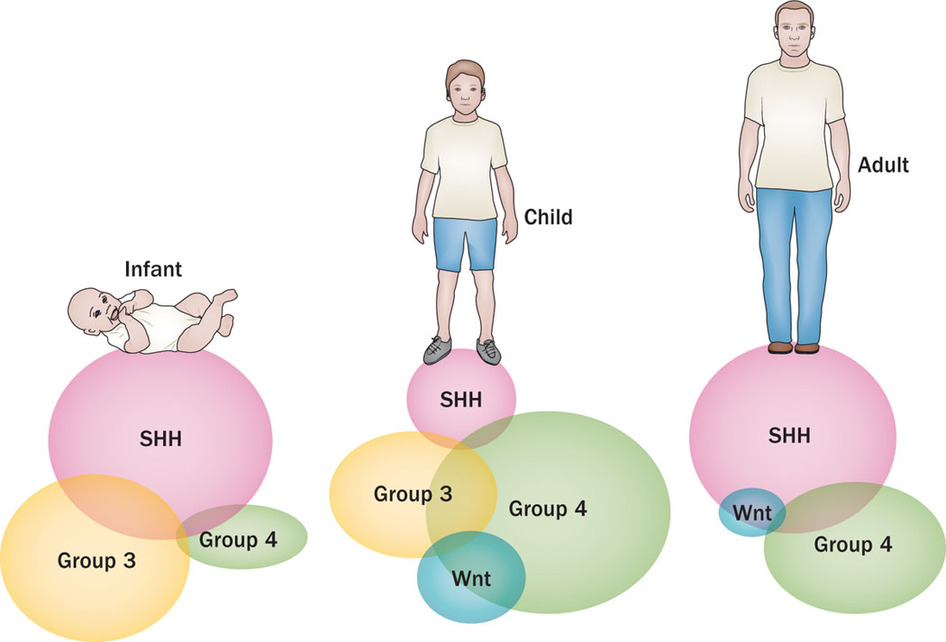 Infant
SHH
Group 3
Group 4
Child
SHH
Group 3
Group 4
Wnt
Adult
SHH
Wnt
Group 4